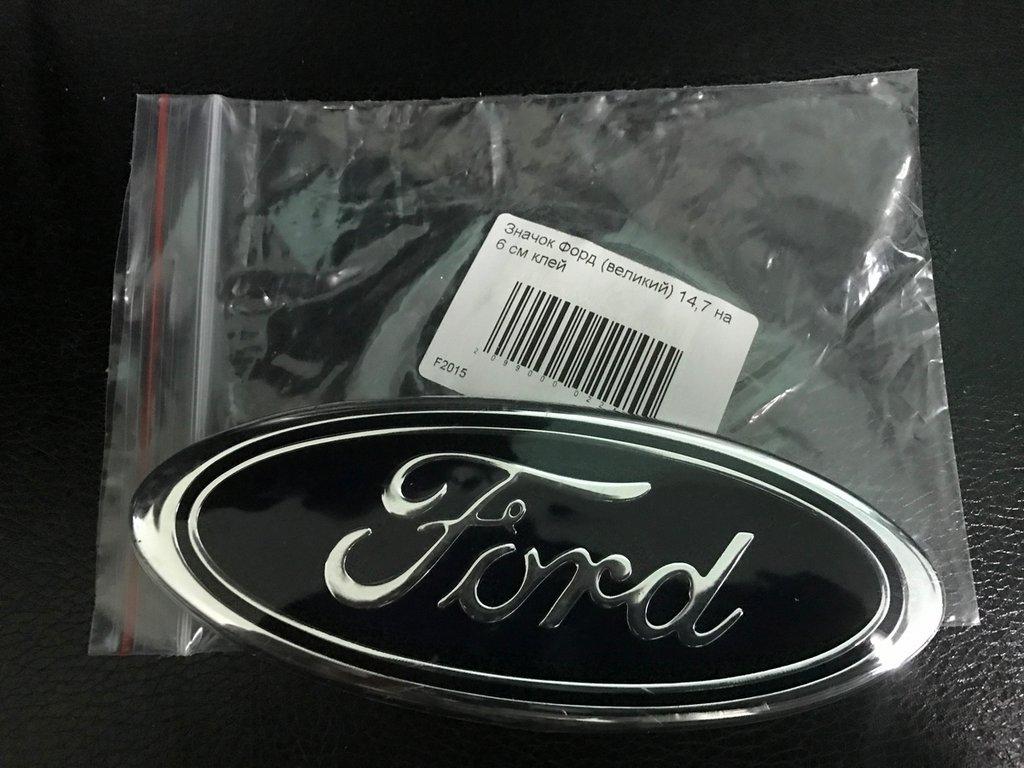 Значок Форд (великий) 14,7 на
6 см клей
F2015
Ford